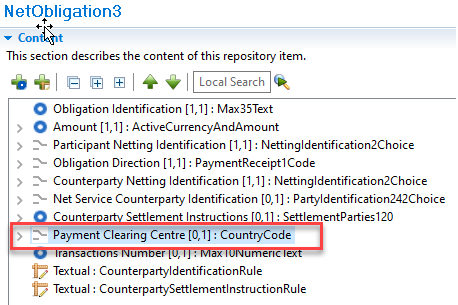 NetObligation3
Content
This section describes the content of this repository item.
Local Search
Obligation Identification [1,1] : Max35Text
Amount [1,1] : ActiveCurrencyAndAmount
Participant Netting Identification [1,1] : NettingIdentification2Choice
Obligation Direction [1,1] : PaymentReceipt1Code
Counterparty Netting Identification [1,1] : NettingIdentification2Choice
Net Service Counterparty Identification [0,1] : PartyIdentification242Choice
Counterparty Settlement Instructions [0,1] : SettlementParties120
Payment Clearing Centre [0,1] : CountryCode
Transactions Number [0,1] : Max10NumericText
Textual : CounterpartyIdentificationRule
Textual : CounterpartySettlementInstructionRule